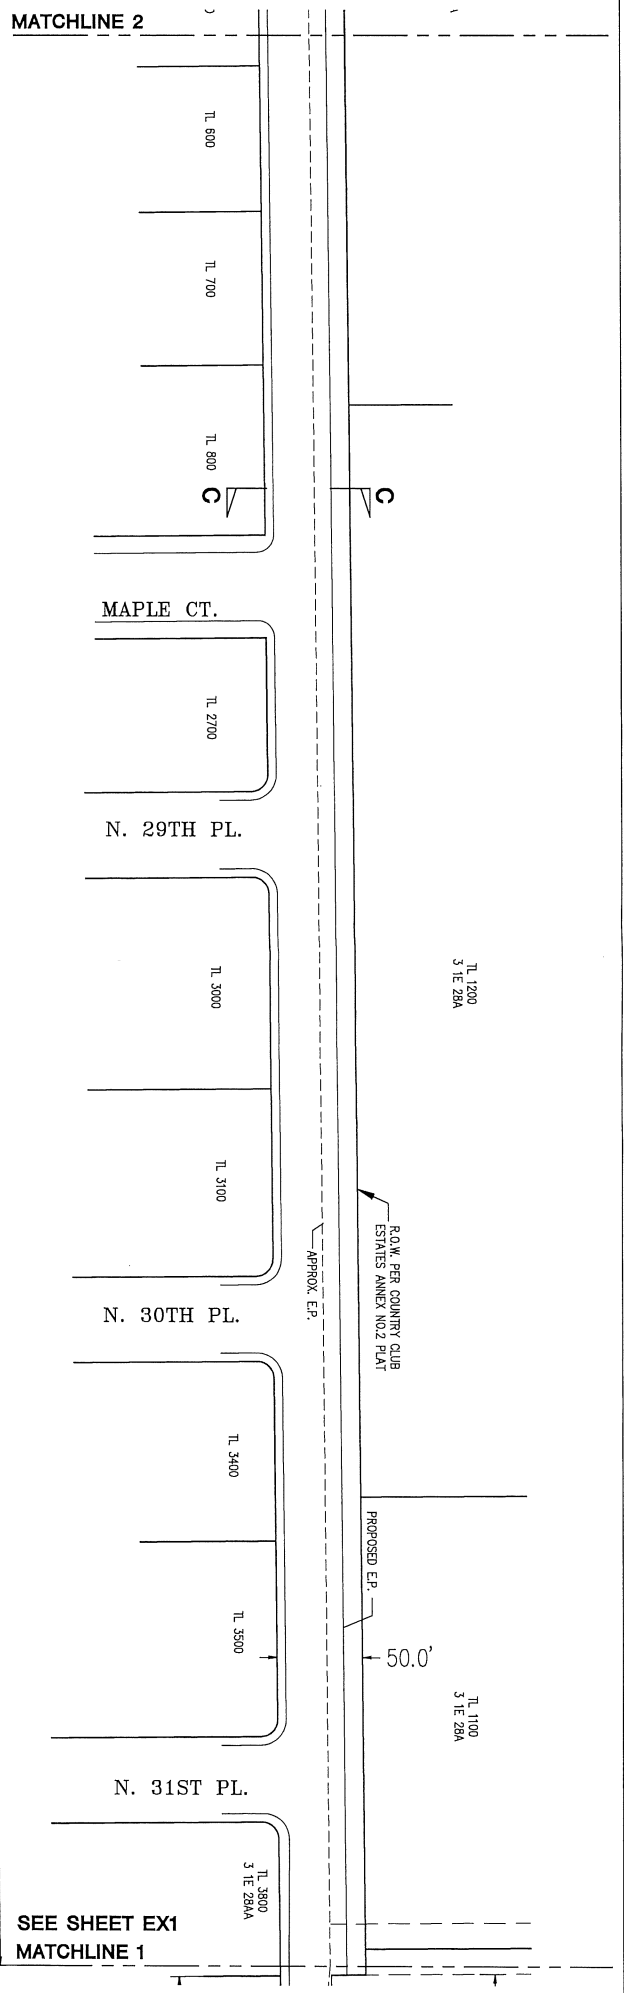 MATCHLINE 2
TL 600
TL 700
TL 800
C
C
MAPLE CT.
TL 2700
N. 29TH PL.
TL 3000
TL 1200
3 1E 28A
TL 3100
R.O.W. PER COUNTRY CLUB
ESTATES ANNEX NO.2 PLAT
APPROX. E.P.
N. 30TH PL.
TL 3400
PROPOSED E.P.
TL 3500
50.0'
TL 1100
3 1E 28A
N. 31ST PL.
TL 3800
3 1E 28AA
SEE SHEET EX1
MATCHLINE 1